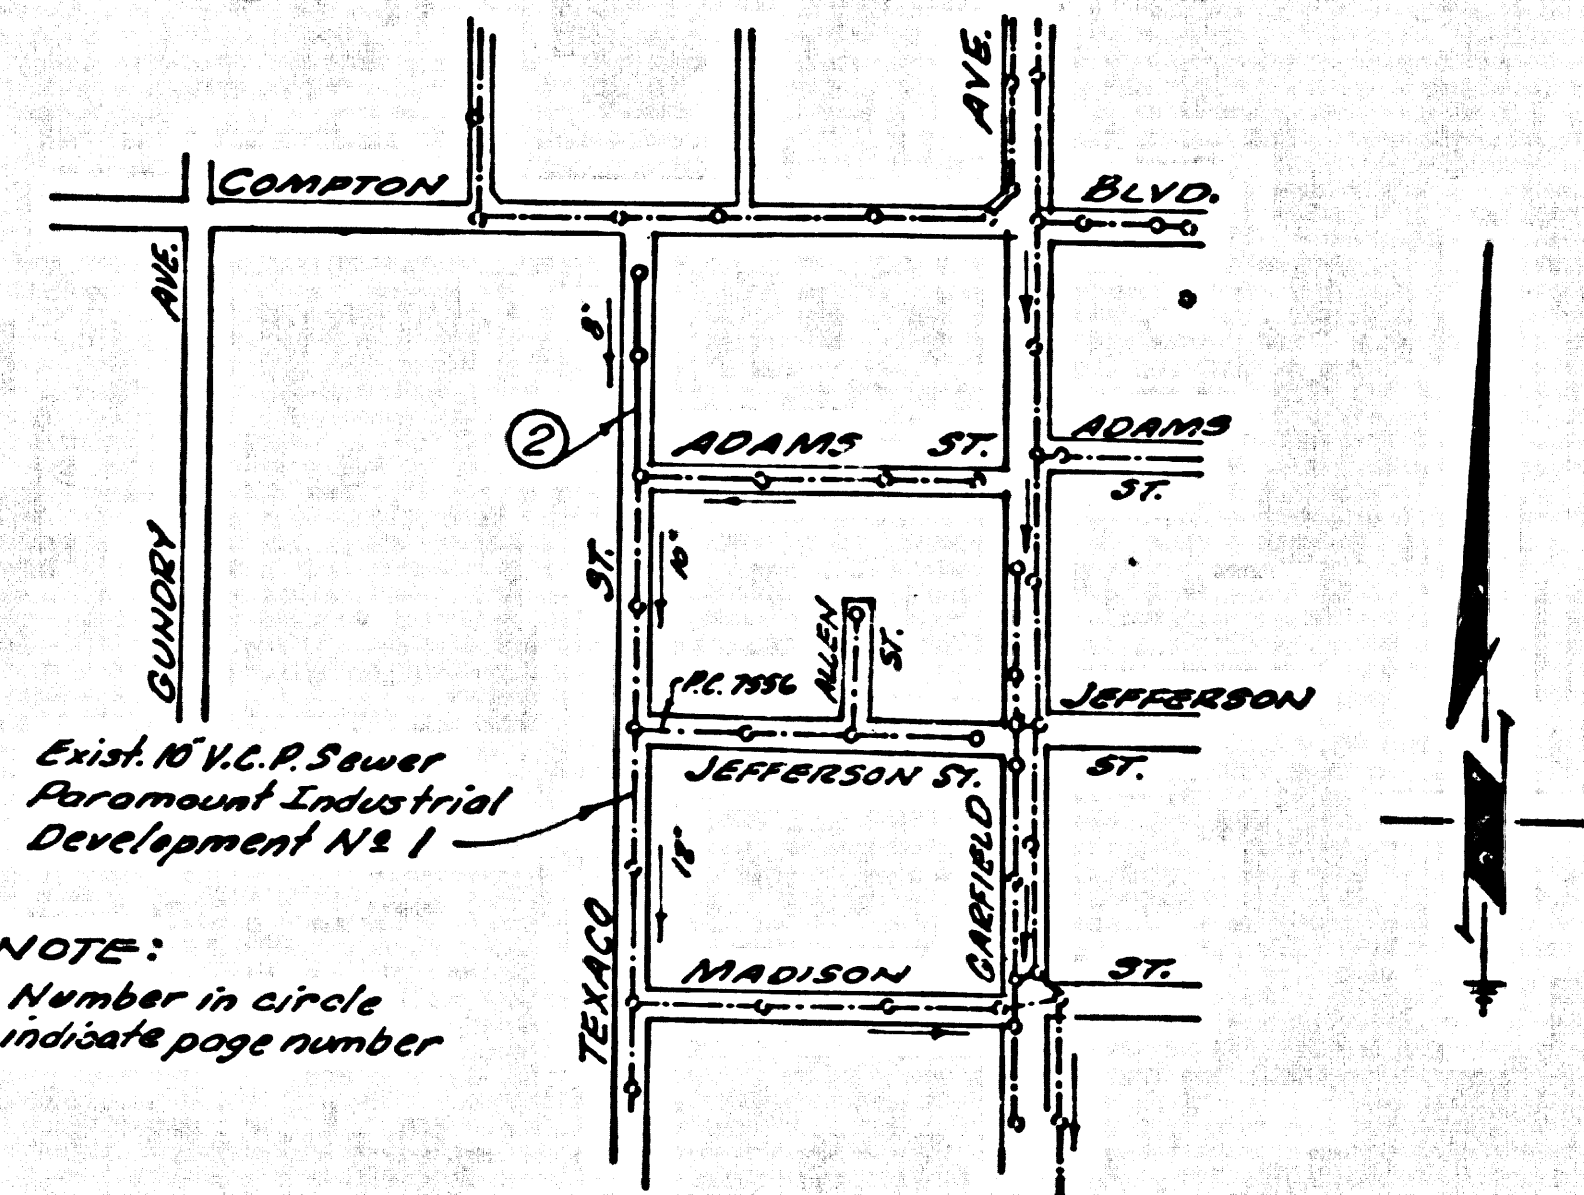 AVE.
COMPTON
BLVD.
AVE.
8"
2
ADAMS ST.
ADAMS
ST.
GUNDRY
ST.
10"
ALLEN
ST.
P.C. 7556
JEFFERSON
ST.
Exist. 10" V.C.P. Sewer
Paramount Industrial
Development Nº 1
JEFFERSON ST.
GARFIELD
18"
TEXACO
MADISON
ST.
NOTE:
Number in circle
indicate page number